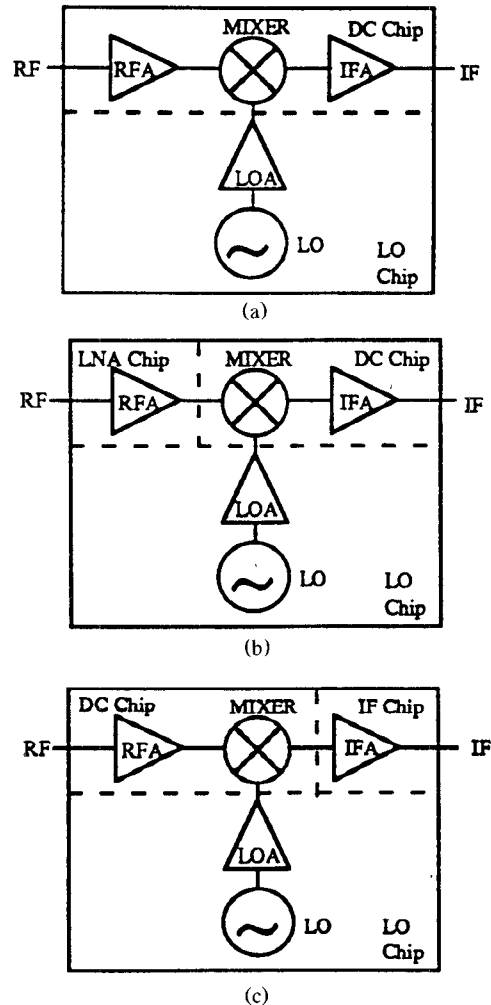 MIXER DC Chip
RF RFA IFA IF
LOA
LO LO
Chip
(a)
LNA Chip MIXER DC Chip
RF RFA IFA IF
LOA
LO LO
Chip
(b)
DC Chip MIXER IF Chip
RF RFA IFA IF
LOA
LO LO
Chip
(c)